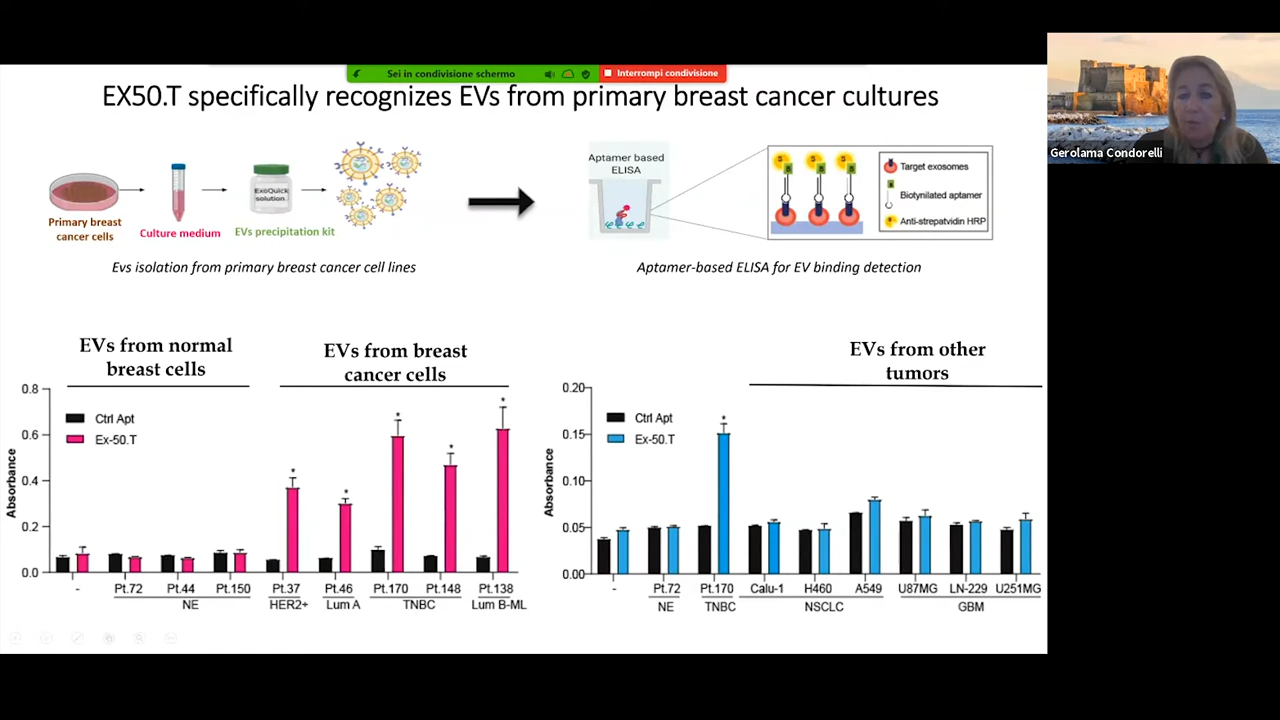 Sei in condivisione schermo
Interrompi condivisione
EX50.T specifically recognizes EVs from primary breast cancer cultures
Gerolama Condorelli
ExoQuick
solution
Primary breast
cancer cells
Culture medium
EVs precipitation kit
Aptamer based
ELISA
S
B
S
B
S
B
Target exosomes
B
Biotynilated aptamer
S
Anti-strepatvidin HRP
Evs isolation from primary breast cancer cell lines
Aptamer-based ELISA for EV binding detection
EVs from normal
breast cells
EVs from breast
cancer cells
EVs from other
tumors
Absorbance
0.8
0.6
0.4
0.2
0.0
Ctrl Apt
Ex-50.T
* * * * *
- Pt.72 Pt.44 Pt.150 Pt.37 Pt.46 Pt.170 Pt.148 Pt.138
NE HER2+ Lum A TNBC Lum B-ML
Absorbance
0.20
0.15
0.10
0.05
0.00
Ctrl Apt
Ex-50.T
*
- Pt.72 Pt.170 Calu-1 H460 A549 U87MG LN-229 U251MG
NE TNBC NSCLC GBM